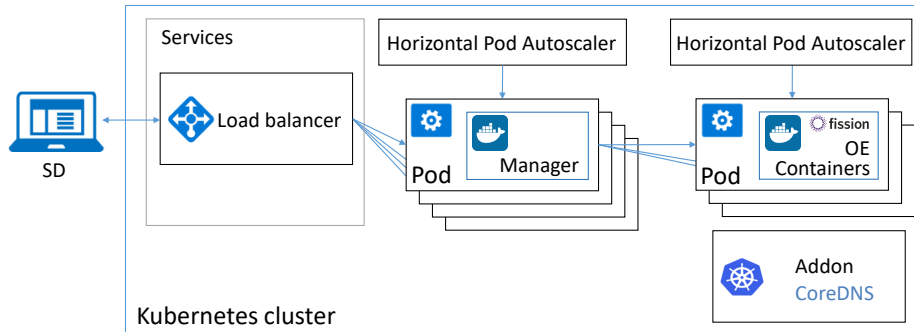 Services
Horizontal Pod Autoscaler
Horizontal Pod Autoscaler
Load balancer
SD
Pod
Manager
Pod
fission
OE
Containers
Addon
CoreDNS
Kubernetes cluster